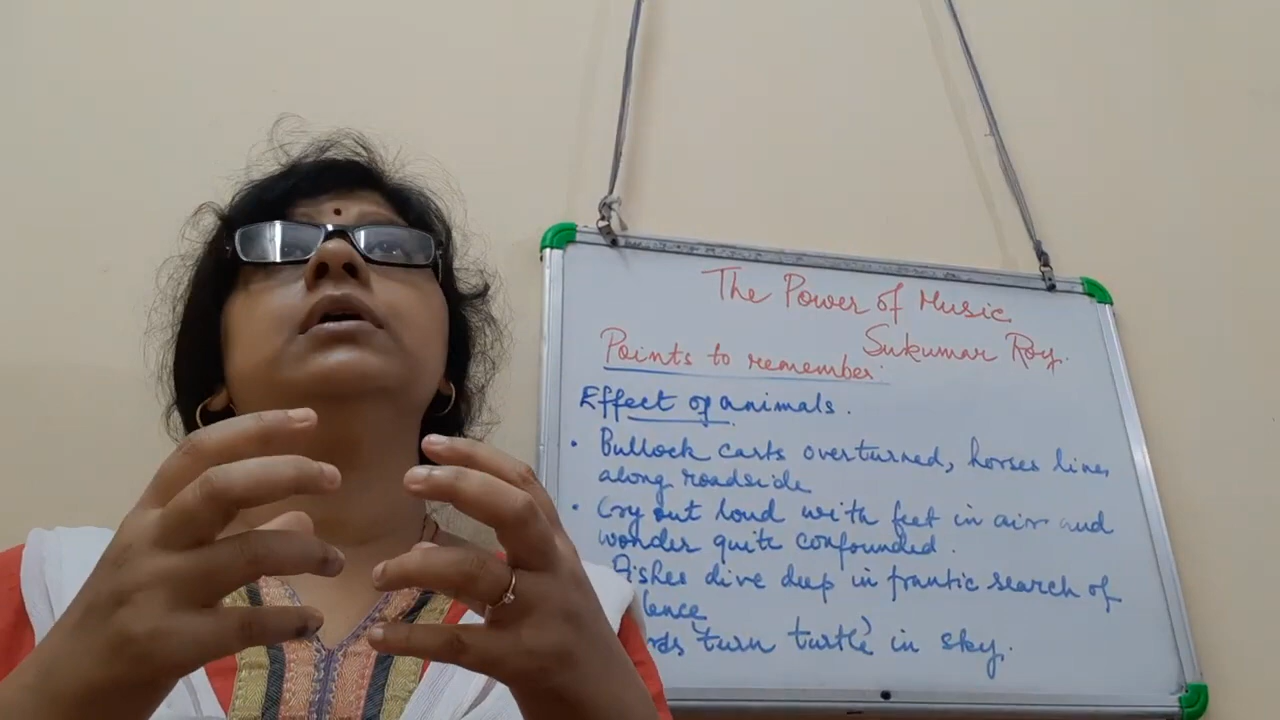 The Power of Music
Sukumar Roy.
Points to remember:
Effect of animals.
• Bullock carts overturned, horses line
along roadside
• Cry out loud with feet in air and
wonder quite confounded.
Fishes dive deep in frantic search of
lence
rds 'turn turtle' in sky.